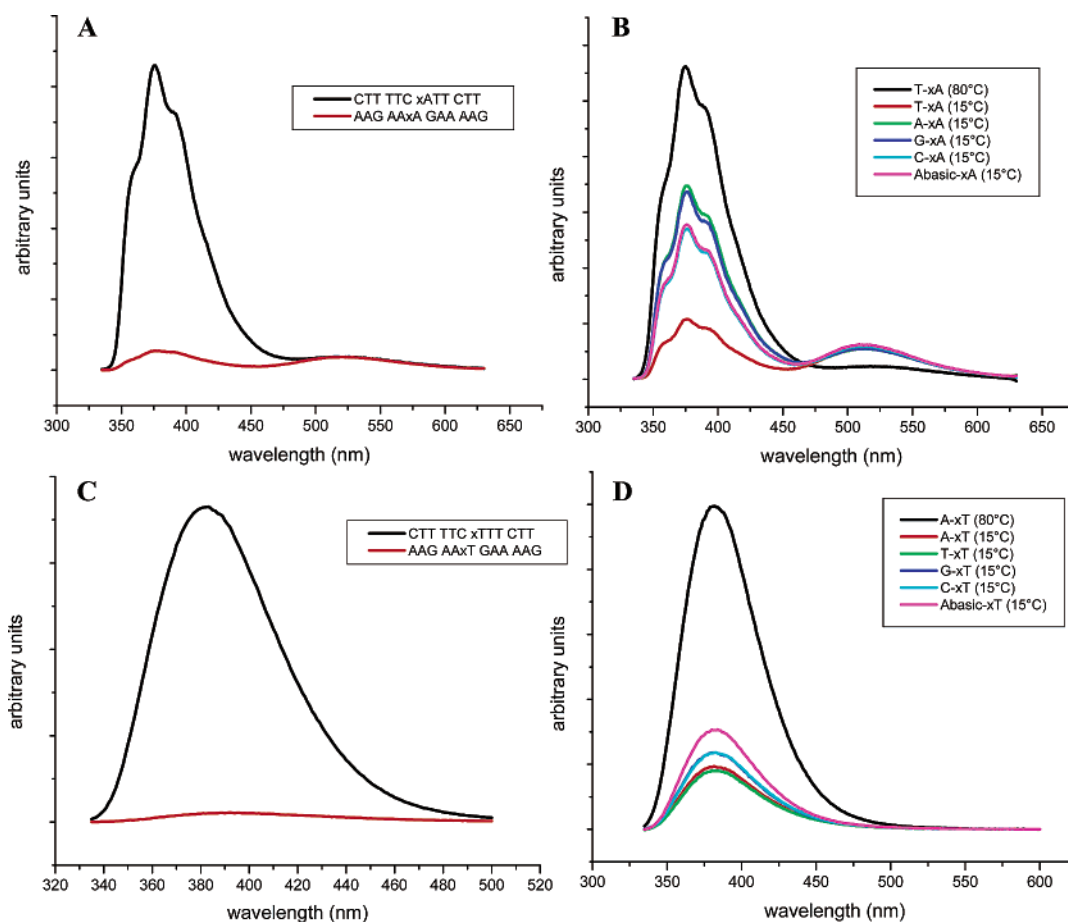 A
CTT TTC xATT CTT
AAG AAxA GAA AAG
arbitrary units
300 350 400 450 500 550 600 650
wavelength (nm)
B
T-xA (80°C)
T-xA (15°C)
A-xA (15°C)
G-xA (15°C)
C-xA (15°C)
Abasic-xA (15°C)
arbitrary units
300 350 400 450 500 550 600 650
wavelength (nm)
C
CTT TTC xTTT CTT
AAG AAxT GAA AAG
arbitrary units
320 340 360 380 400 420 440 460 480 500 520
wavelength (nm)
D
A-xT (80°C)
A-xT (15°C)
T-xT (15°C)
G-xT (15°C)
C-xT (15°C)
Abasic-xT (15°C)
arbitrary units
300 350 400 450 500 550 600
wavelength (nm)